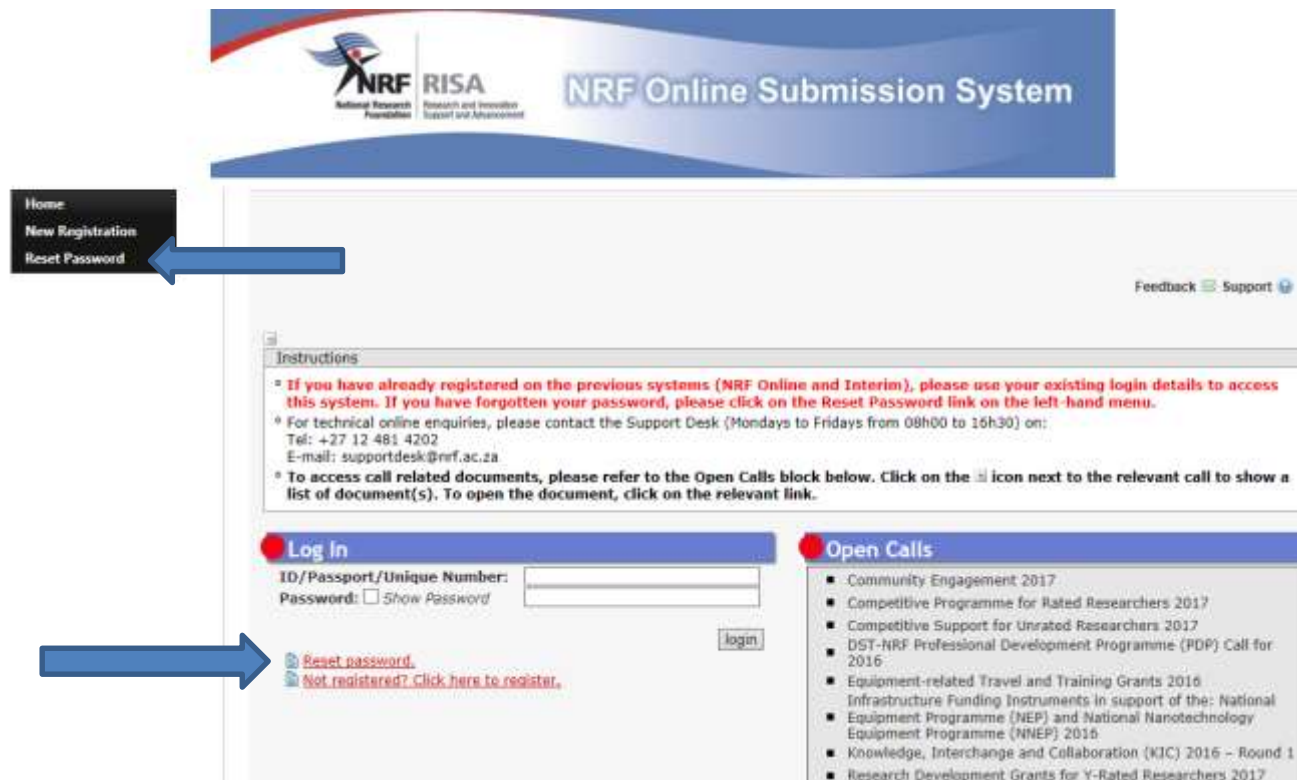 NRF RISA
National Research Foundation
Research and Innovation Support and Advancement
NRF Online Submission System
Home
New Registration
Reset Password
Feedback Support
Instructions
If you have already registered on the previous systems (NRF Online and Interim), please use your existing login details to access
this system. If you have forgotten your password, please click on the Reset Password link on the left-hand menu.
For technical online enquiries, please contact the Support Desk (Mondays to Fridays from 08h00 to 16h30) on:
Tel: +27 12 481 4202
E-mail: supportdesk@nrf.ac.za
To access call related documents, please refer to the Open Calls block below. Click on the icon next to the relevant call to show a
list of document(s). To open the document, click on the relevant link.
Log In
ID/Passport/Unique Number:
Password: Show Password
login
Reset password.
Not registered? Click here to register.
Open Calls
Community Engagement 2017
Competitive Programme for Rated Researchers 2017
Competitive Support for Unrated Researchers 2017
DST-NRF Professional Development Programme (PDP) Call for
2016
Equipment-related Travel and Training Grants 2016
Infrastructure Funding Instruments in support of the: National
Equipment Programme (NEP) and National Nanotechnology
Equipment Programme (NNEP) 2016
Knowledge, Interchange and Collaboration (KIC) 2016 – Round 1
Research Development Grants for Y-Rated Researchers 2017